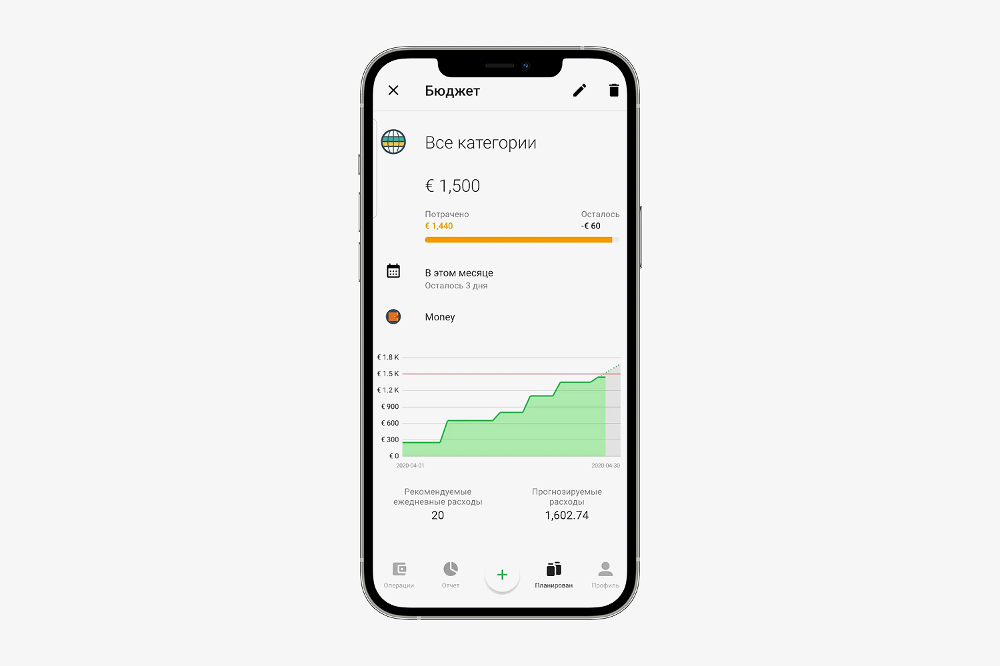 Бюджет
Все категории
€ 1,500
Потрачено
Осталось
€ 1,440
-€ 60
В этом месяце
Осталось 3 дня
Money
€ 1.8 K
€ 1.5 K
€ 1.2 K
€ 900
€ 600
€ 300
€ 0
2020-04-01
2020-04-30
Рекомендуемые
ежедневные расходы
20
Прогнозируемые
расходы
1,602.74
Операции
Отчет
Планирован
Профиль